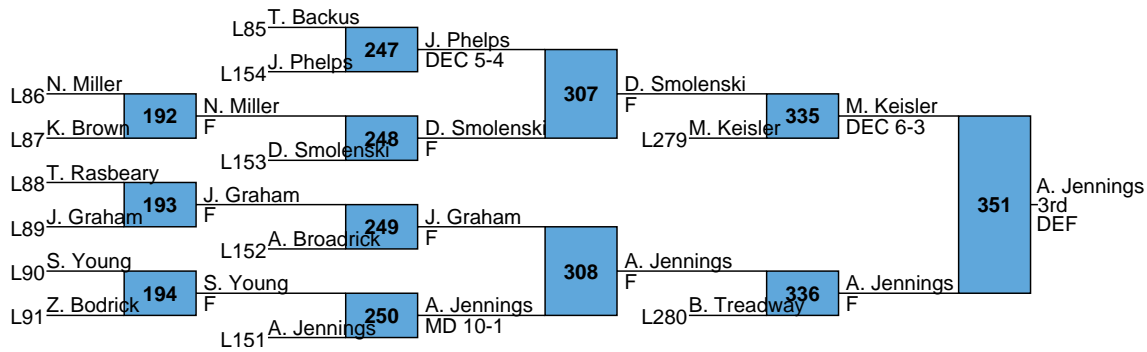 T. Backus
L85
247
J. Phelps
DEC 5-4
J. Phelps
L154
N. Miller
L86
307
D. Smolenski
F
N. Miller
F
192
335
M. Keisler
DEC 6-3
K. Brown
L87
248
D. Smolenski
F
M. Keisler
L279
D. Smolenski
L153
T. Rasbeary
L88
193
J. Graham
F
351
A. Jennings
3rd
DEF
J. Graham
L89
249
J. Graham
F
A. Broadrick
L152
S. Young
L90
308
A. Jennings
F
194
S. Young
F
336
A. Jennings
F
Z. Bodrick
L91
250
A. Jennings
MD 10-1
B. Treadway
L280
A. Jennings
L151